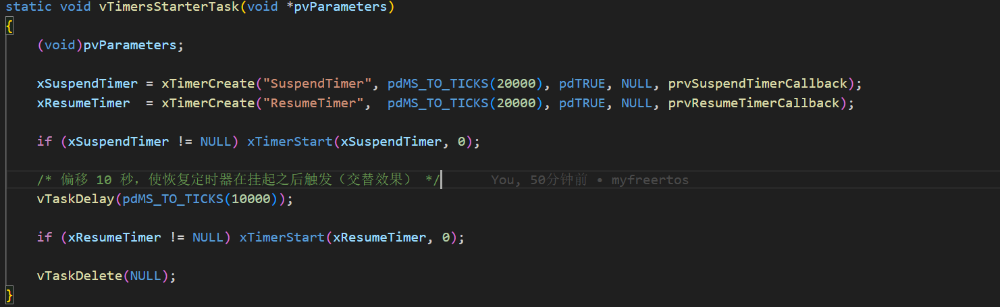 static void vTimersStarterTask(void *pvParameters)
{
    (void)pvParameters;
    xSuspendTimer = xTimerCreate("SuspendTimer", pdMS_TO_TICKS(20000), pdTRUE, NULL, prvSuspendTimerCallback);
    xResumeTimer  = xTimerCreate("ResumeTimer",  pdMS_TO_TICKS(20000), pdTRUE, NULL, prvResumeTimerCallback);
    if (xSuspendTimer != NULL) xTimerStart(xSuspendTimer, 0);
    /* 偏移 10 秒，使恢复定时器在挂起之后触发（交替效果） */ You, 50分钟前 • myfreertos
    vTaskDelay(pdMS_TO_TICKS(10000));
    if (xResumeTimer != NULL) xTimerStart(xResumeTimer, 0);
    vTaskDelete(NULL);
}